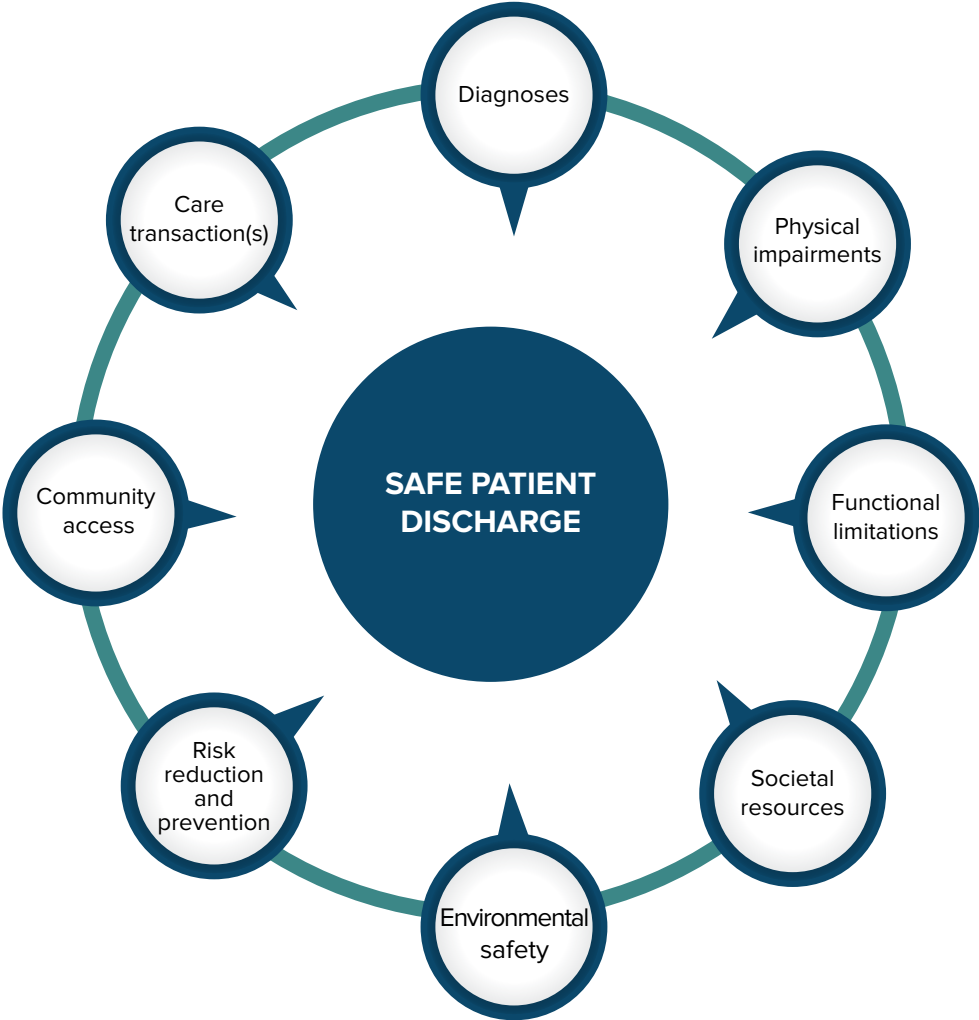 Diagnoses
Physical
impairments
Functional
limitations
Societal
resources
Environmental
safety
Risk
reduction
and
prevention
Community
access
Care
transaction(s)
SAFE PATIENT
DISCHARGE